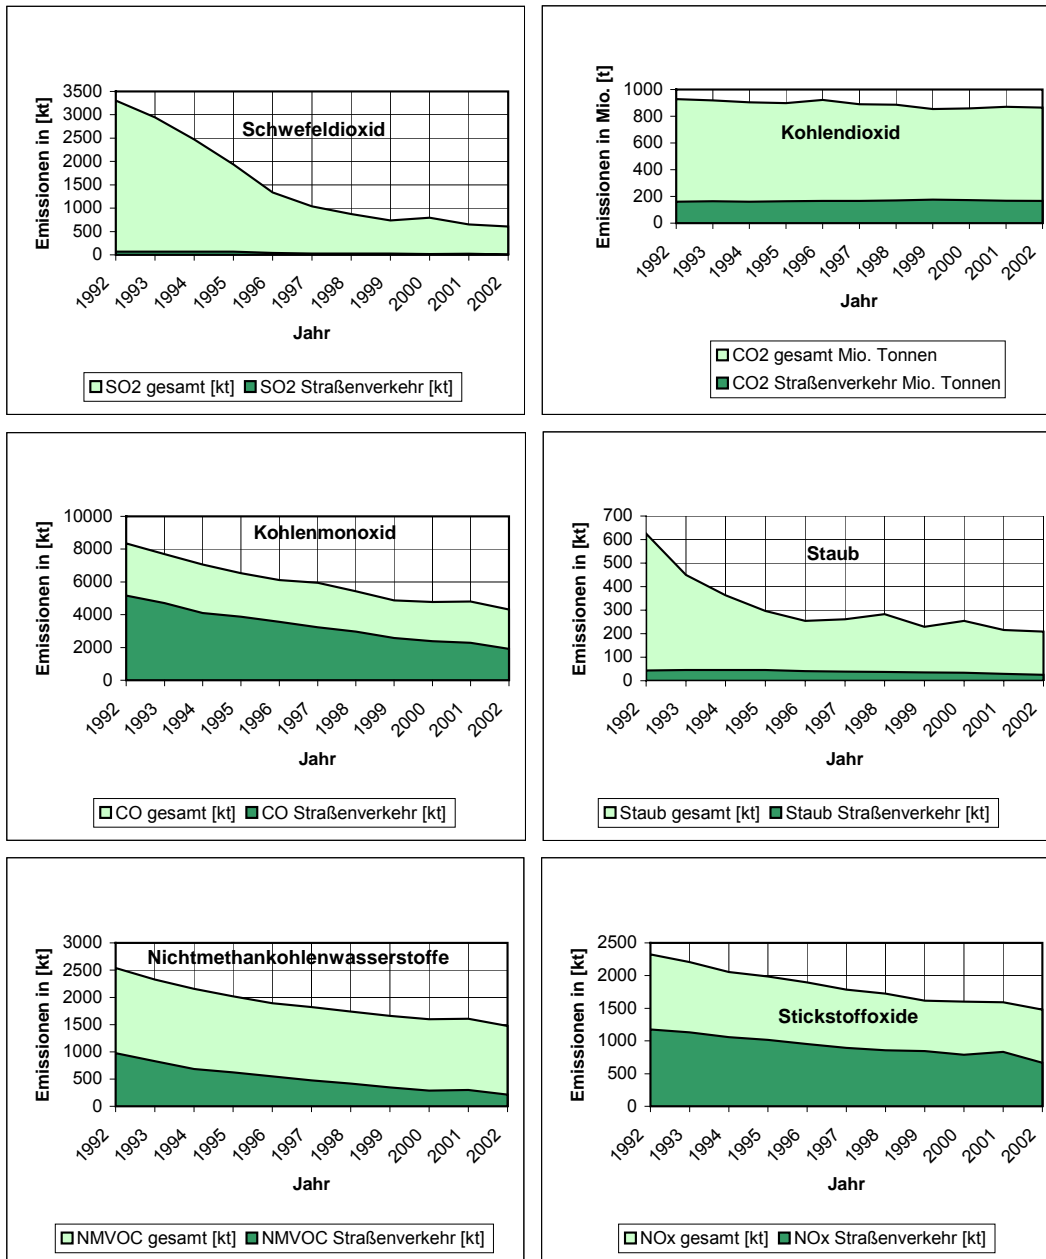 Schwefeldioxid
Emissionen in [kt]
3500
3000
2500
2000
1500
1000
500
0
1992 1993 1994 1995 1996 1997 1998 1999 2000 2001 2002
Jahr
SO2 gesamt [kt] SO2 Straßenverkehr [kt]
Kohlendioxid
Emissionen in Mio. [t]
1000
800
600
400
200
0
1992 1993 1994 1995 1996 1997 1998 1999 2000 2001 2002
Jahr
CO2 gesamt Mio. Tonnen
CO2 Straßenverkehr Mio. Tonnen
Kohlenmonoxid
Emissionen in [kt]
10000
8000
6000
4000
2000
0
1992 1993 1994 1995 1996 1997 1998 1999 2000 2001 2002
Jahr
CO gesamt [kt] CO Straßenverkehr [kt]
Staub
Emissionen in [kt]
700
600
500
400
300
200
100
0
1992 1993 1994 1995 1996 1997 1998 1999 2000 2001 2002
Jahr
Staub gesamt [kt] Staub Straßenverkehr [kt]
Nichtmethankohlenwasserstoffe
Emissionen in [kt]
3000
2500
2000
1500
1000
500
0
1992 1993 1994 1995 1996 1997 1998 1999 2000 2001 2002
Jahr
NMVOC gesamt [kt] NMVOC Straßenverkehr [kt]
Stickstoffoxide
Emissionen in [kt]
2500
2000
1500
1000
500
0
1992 1993 1994 1995 1996 1997 1998 1999 2000 2001 2002
Jahr
NOx gesamt [kt] NOx Straßenverkehr [kt]